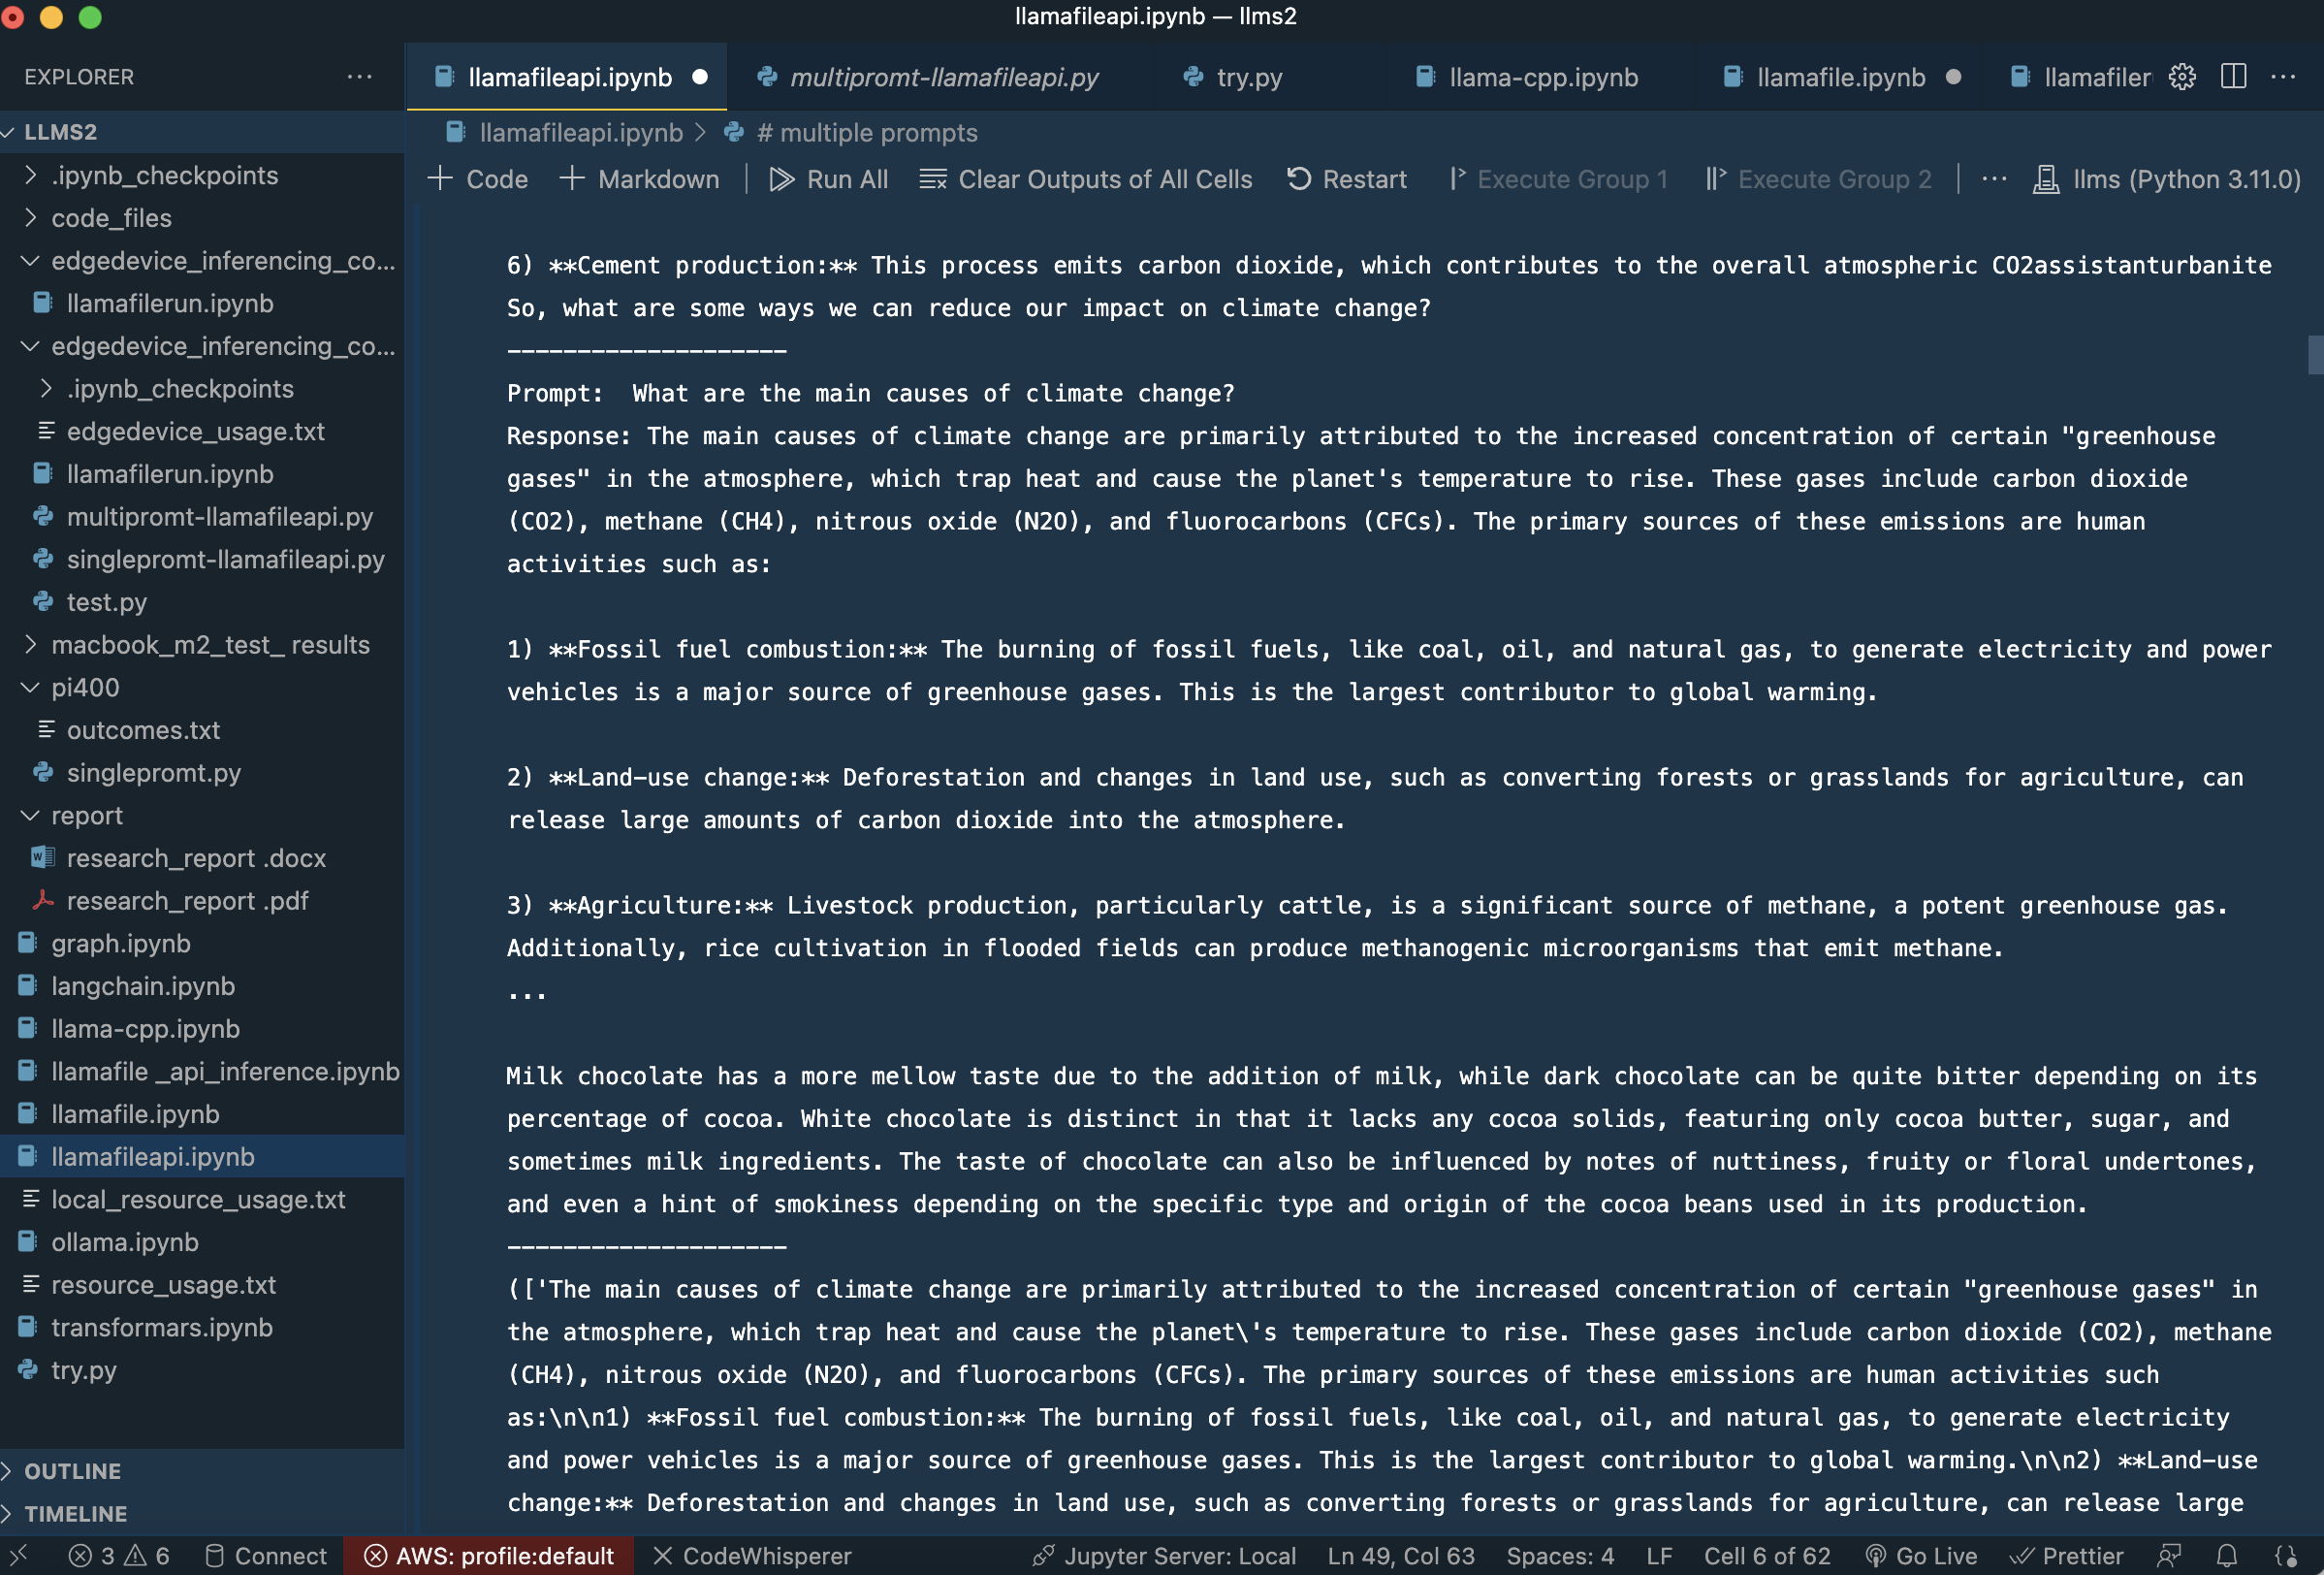 llamafileapi.ipynb — llms2
EXPLORER
LLMS2
.ipynb_checkpoints
code_files
edgedevice_inferencing_co...
llamafilerun.ipynb
edgedevice_inferencing_co...
.ipynb_checkpoints
edgedevice_usage.txt
llamafilerun.ipynb
multipromt-llamafileapi.py
singlepromt-llamafileapi.py
test.py
macbook_m2_test_ results
pi400
outcomes.txt
singlepromt.py
report
research_report .docx
research_report .pdf
graph.ipynb
langchain.ipynb
llama-cpp.ipynb
llamafile _api_inference.ipynb
llamafile.ipynb
llamafileapi.ipynb
local_resource_usage.txt
ollama.ipynb
resource_usage.txt
transformars.ipynb
try.py
OUTLINE
TIMELINE
llamafileapi.ipynb multipromt-llamafileapi.py try.py llama-cpp.ipynb llamafile.ipynb llamafiler
llamafileapi.ipynb > # multiple prompts
+ Code + Markdown Run All Clear Outputs of All Cells Restart Execute Group 1 Execute Group 2 ... llms (Python 3.11.0)
6) **Cement production:** This process emits carbon dioxide, which contributes to the overall atmospheric CO2assistanturbanite
So, what are some ways we can reduce our impact on climate change?
--------------------
Prompt:  What are the main causes of climate change?
Response: The main causes of climate change are primarily attributed to the increased concentration of certain "greenhouse
gases" in the atmosphere, which trap heat and cause the planet's temperature to rise. These gases include carbon dioxide
(CO2), methane (CH4), nitrous oxide (N2O), and fluorocarbons (CFCs). The primary sources of these emissions are human
activities such as:
1) **Fossil fuel combustion:** The burning of fossil fuels, like coal, oil, and natural gas, to generate electricity and power
vehicles is a major source of greenhouse gases. This is the largest contributor to global warming.
2) **Land-use change:** Deforestation and changes in land use, such as converting forests or grasslands for agriculture, can
release large amounts of carbon dioxide into the atmosphere.
3) **Agriculture:** Livestock production, particularly cattle, is a significant source of methane, a potent greenhouse gas.
Additionally, rice cultivation in flooded fields can produce methanogenic microorganisms that emit methane.
...
Milk chocolate has a more mellow taste due to the addition of milk, while dark chocolate can be quite bitter depending on its
percentage of cocoa. White chocolate is distinct in that it lacks any cocoa solids, featuring only cocoa butter, sugar, and
sometimes milk ingredients. The taste of chocolate can also be influenced by notes of nuttiness, fruity or floral undertones,
and even a hint of smokiness depending on the specific type and origin of the cocoa beans used in its production.
--------------------
(['The main causes of climate change are primarily attributed to the increased concentration of certain "greenhouse gases" in
the atmosphere, which trap heat and cause the planet\'s temperature to rise. These gases include carbon dioxide (CO2), methane
(CH4), nitrous oxide (N2O), and fluorocarbons (CFCs). The primary sources of these emissions are human activities such
as:\n\n1) **Fossil fuel combustion:** The burning of fossil fuels, like coal, oil, and natural gas, to generate electricity
and power vehicles is a major source of greenhouse gases. This is the largest contributor to global warming.\n\n2) **Land-use
change:** Deforestation and changes in land use, such as converting forests or grasslands for agriculture, can release large
3 6 Connect AWS: profile:default CodeWhisperer Jupyter Server: Local Ln 49, Col 63 Spaces: 4 LF Cell 6 of 62 Go Live Prettier